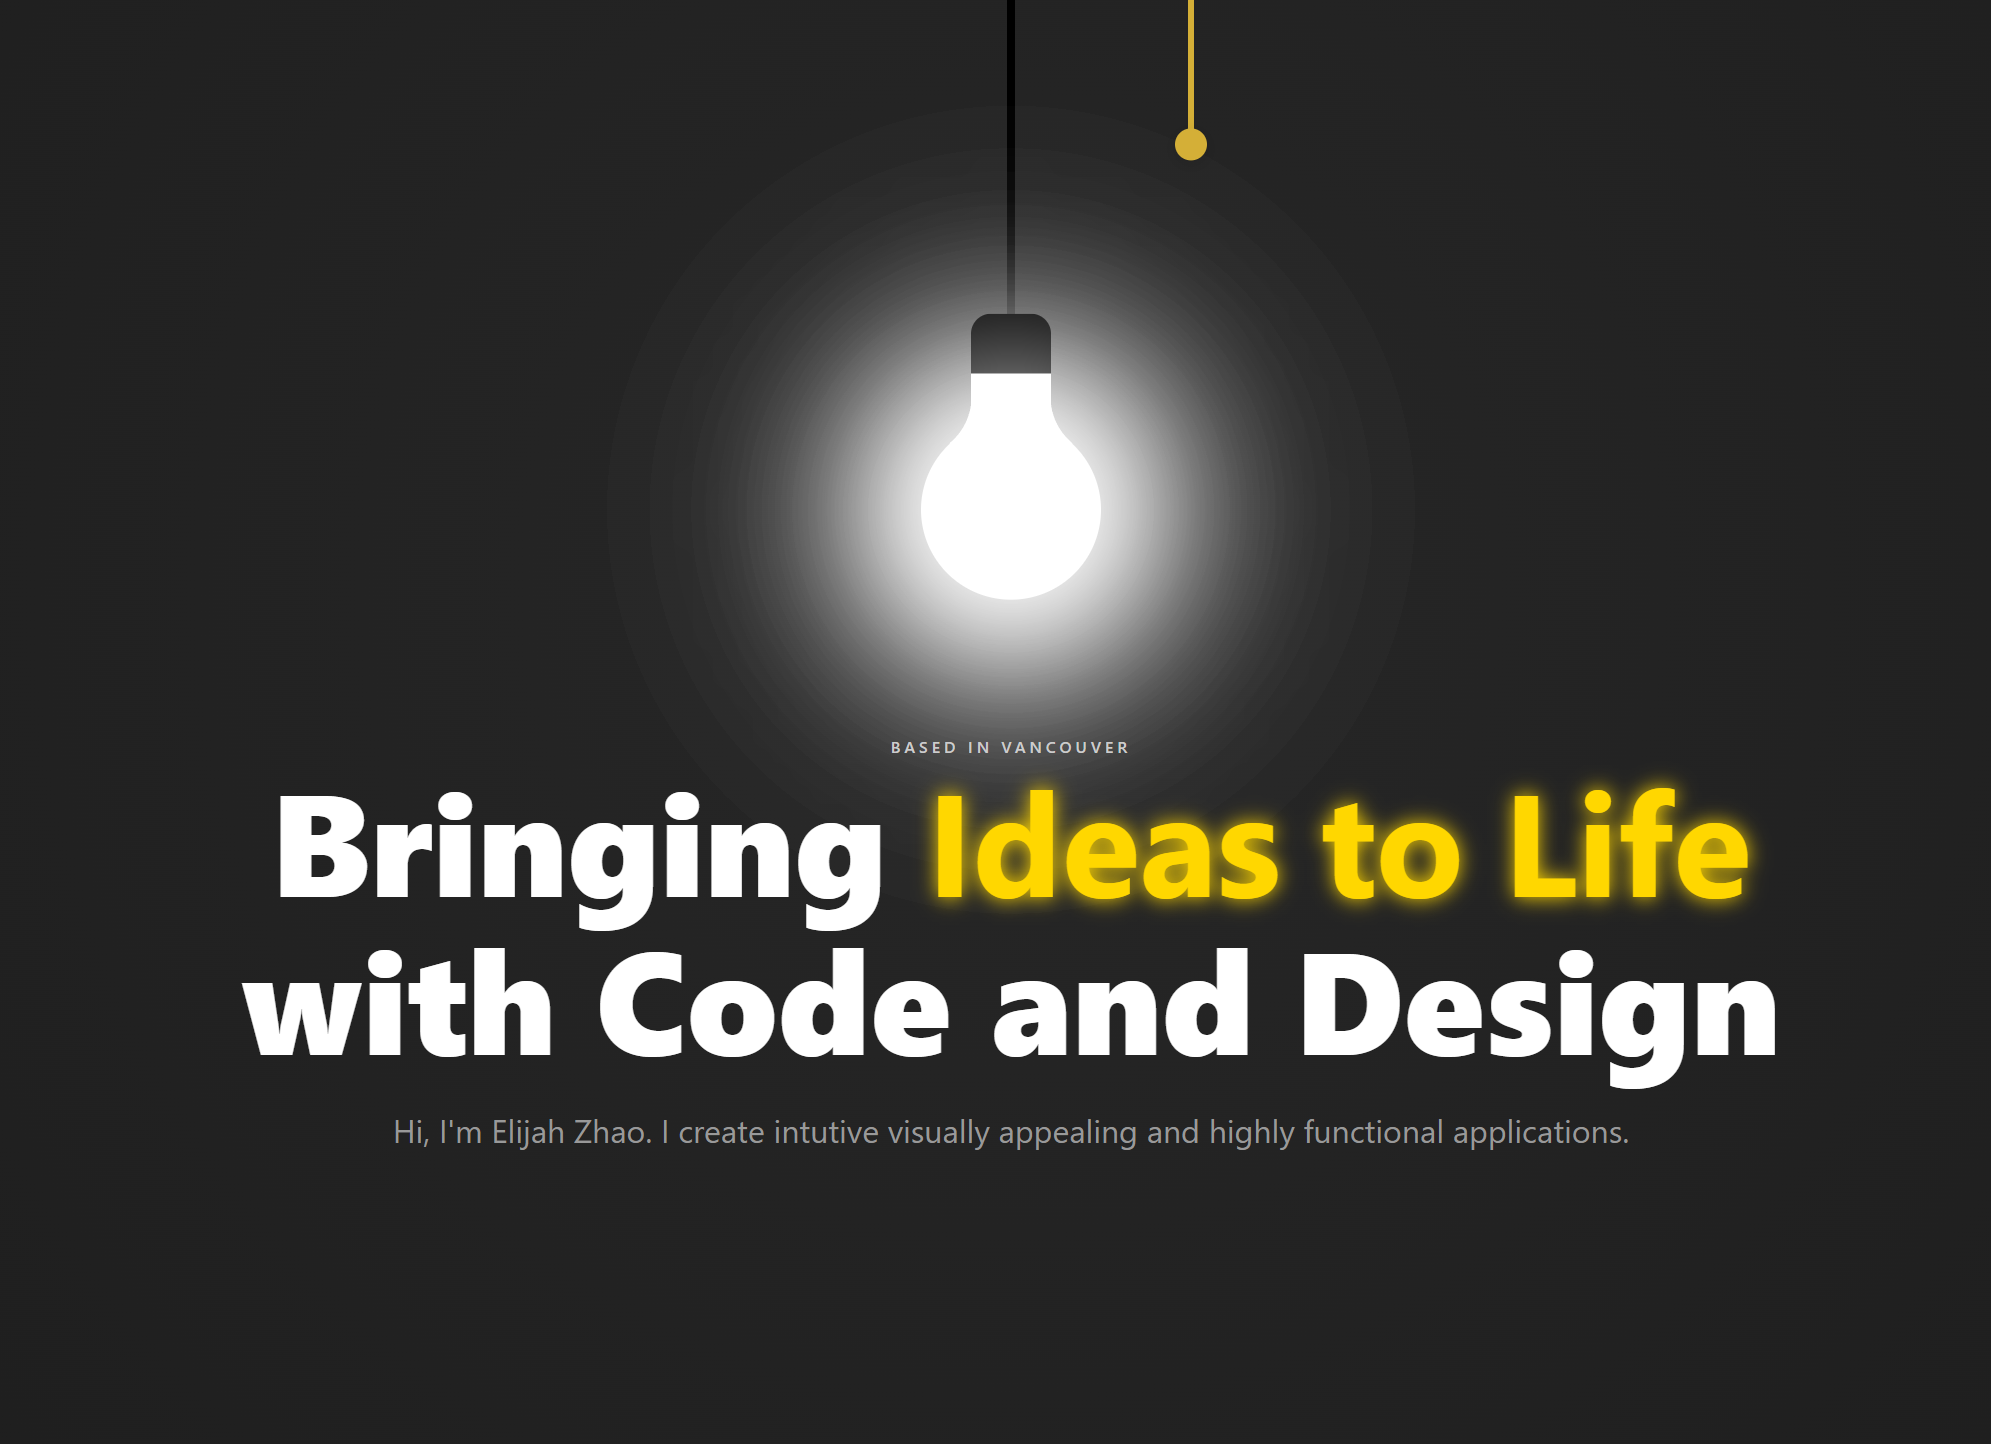 BASED IN VANCOUVER
Bringing Ideas to Life
with Code and Design
Hi, I'm Elijah Zhao. I create intutive visually appealing and highly functional applications.